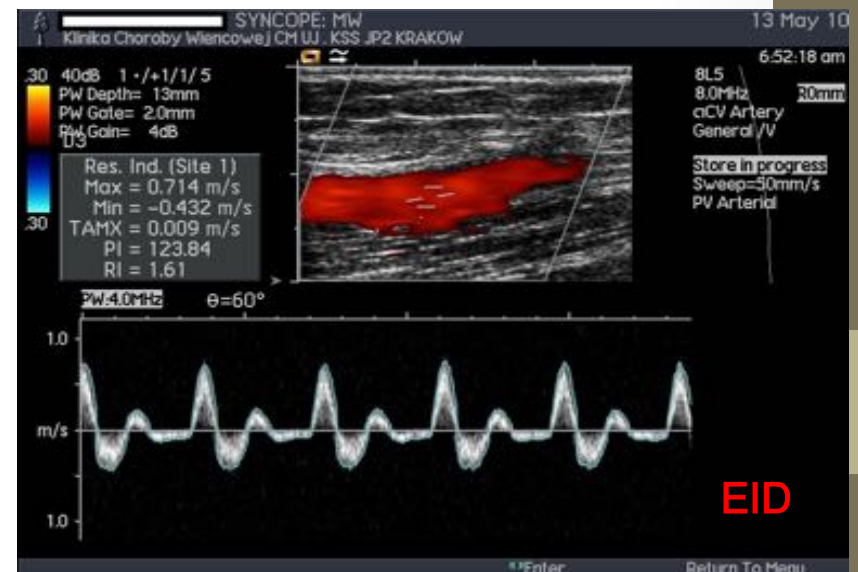 SYNCOPE: MW
13 May 10
Klinika Choroby Wiencowej CM UJ . KSS JP2 KRAKOW
6:52:18 am
.30
40dB 1 •/+1/1/ 5
PW Depth= 13mm
PW Gate= 2.0mm
PW Gain= 4dB
D3
.30
Res. Ind. (Site 1)
Max = 0.714 m/s
Min = -0.432 m/s
TAMX = 0.009 m/s
PI = 123.84
RI = 1.61
8L5
8.0MHz R0mm
aCV Artery
General /V
Store in progress
Sweep=50mm/s
PV Arterial
PW:4.0MHz θ=60°
1.0
m/s
1.0
EID
Enter
Return To Menu